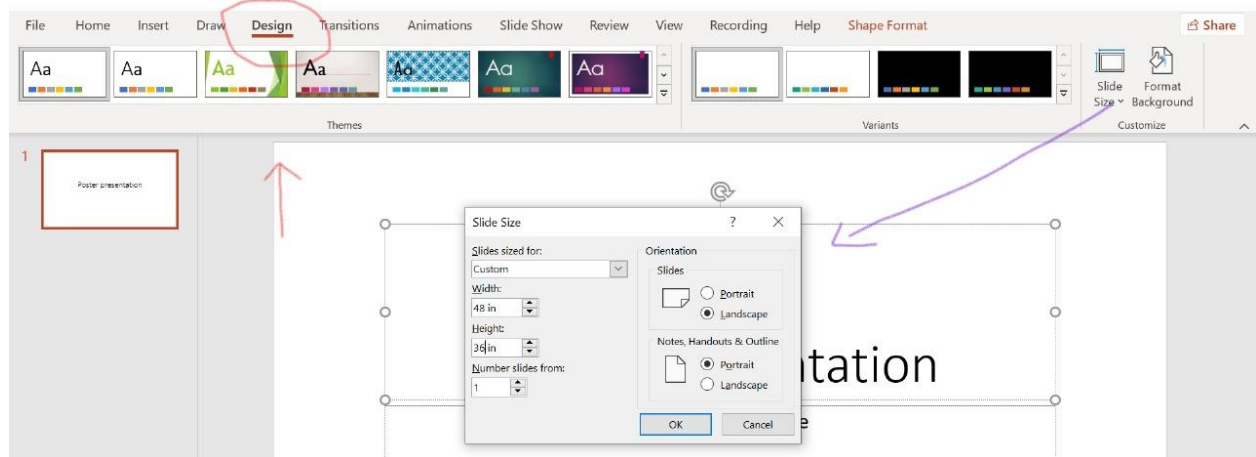 File Home Insert Draw Design Transitions Animations Slide Show Review View Recording Help Shape Format Share
Aa Aa Aa Aa Aa Aa Aa
Slide Size Format Background
Themes Variants Customize
1
Poster presentation
Slide Size ? ×
Slides sized for:
Custom
Width:
48 in
Height:
36 in
Number slides from:
1
Orientation
Slides
Portrait
Landscape
Notes, Handouts & Outline
Portrait
Landscape
OK Cancel
ntation
e